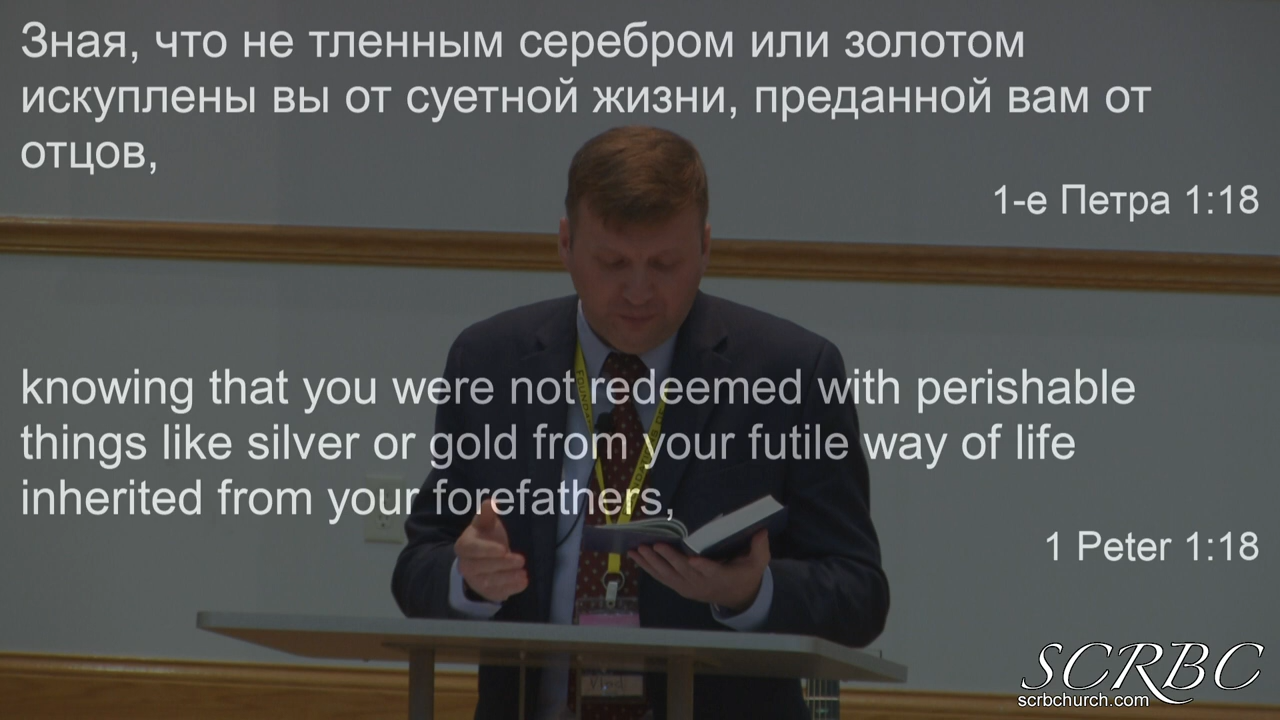 Зная, что не тленным серебром или золотом
искуплены вы от суетной жизни, преданной вам от
отцов,
1-е Петра 1:18
knowing that you were not redeemed with perishable
things like silver or gold from your futile way of life
inherited from your forefathers,
1 Peter 1:18
SCRBC
scrbchurch.com